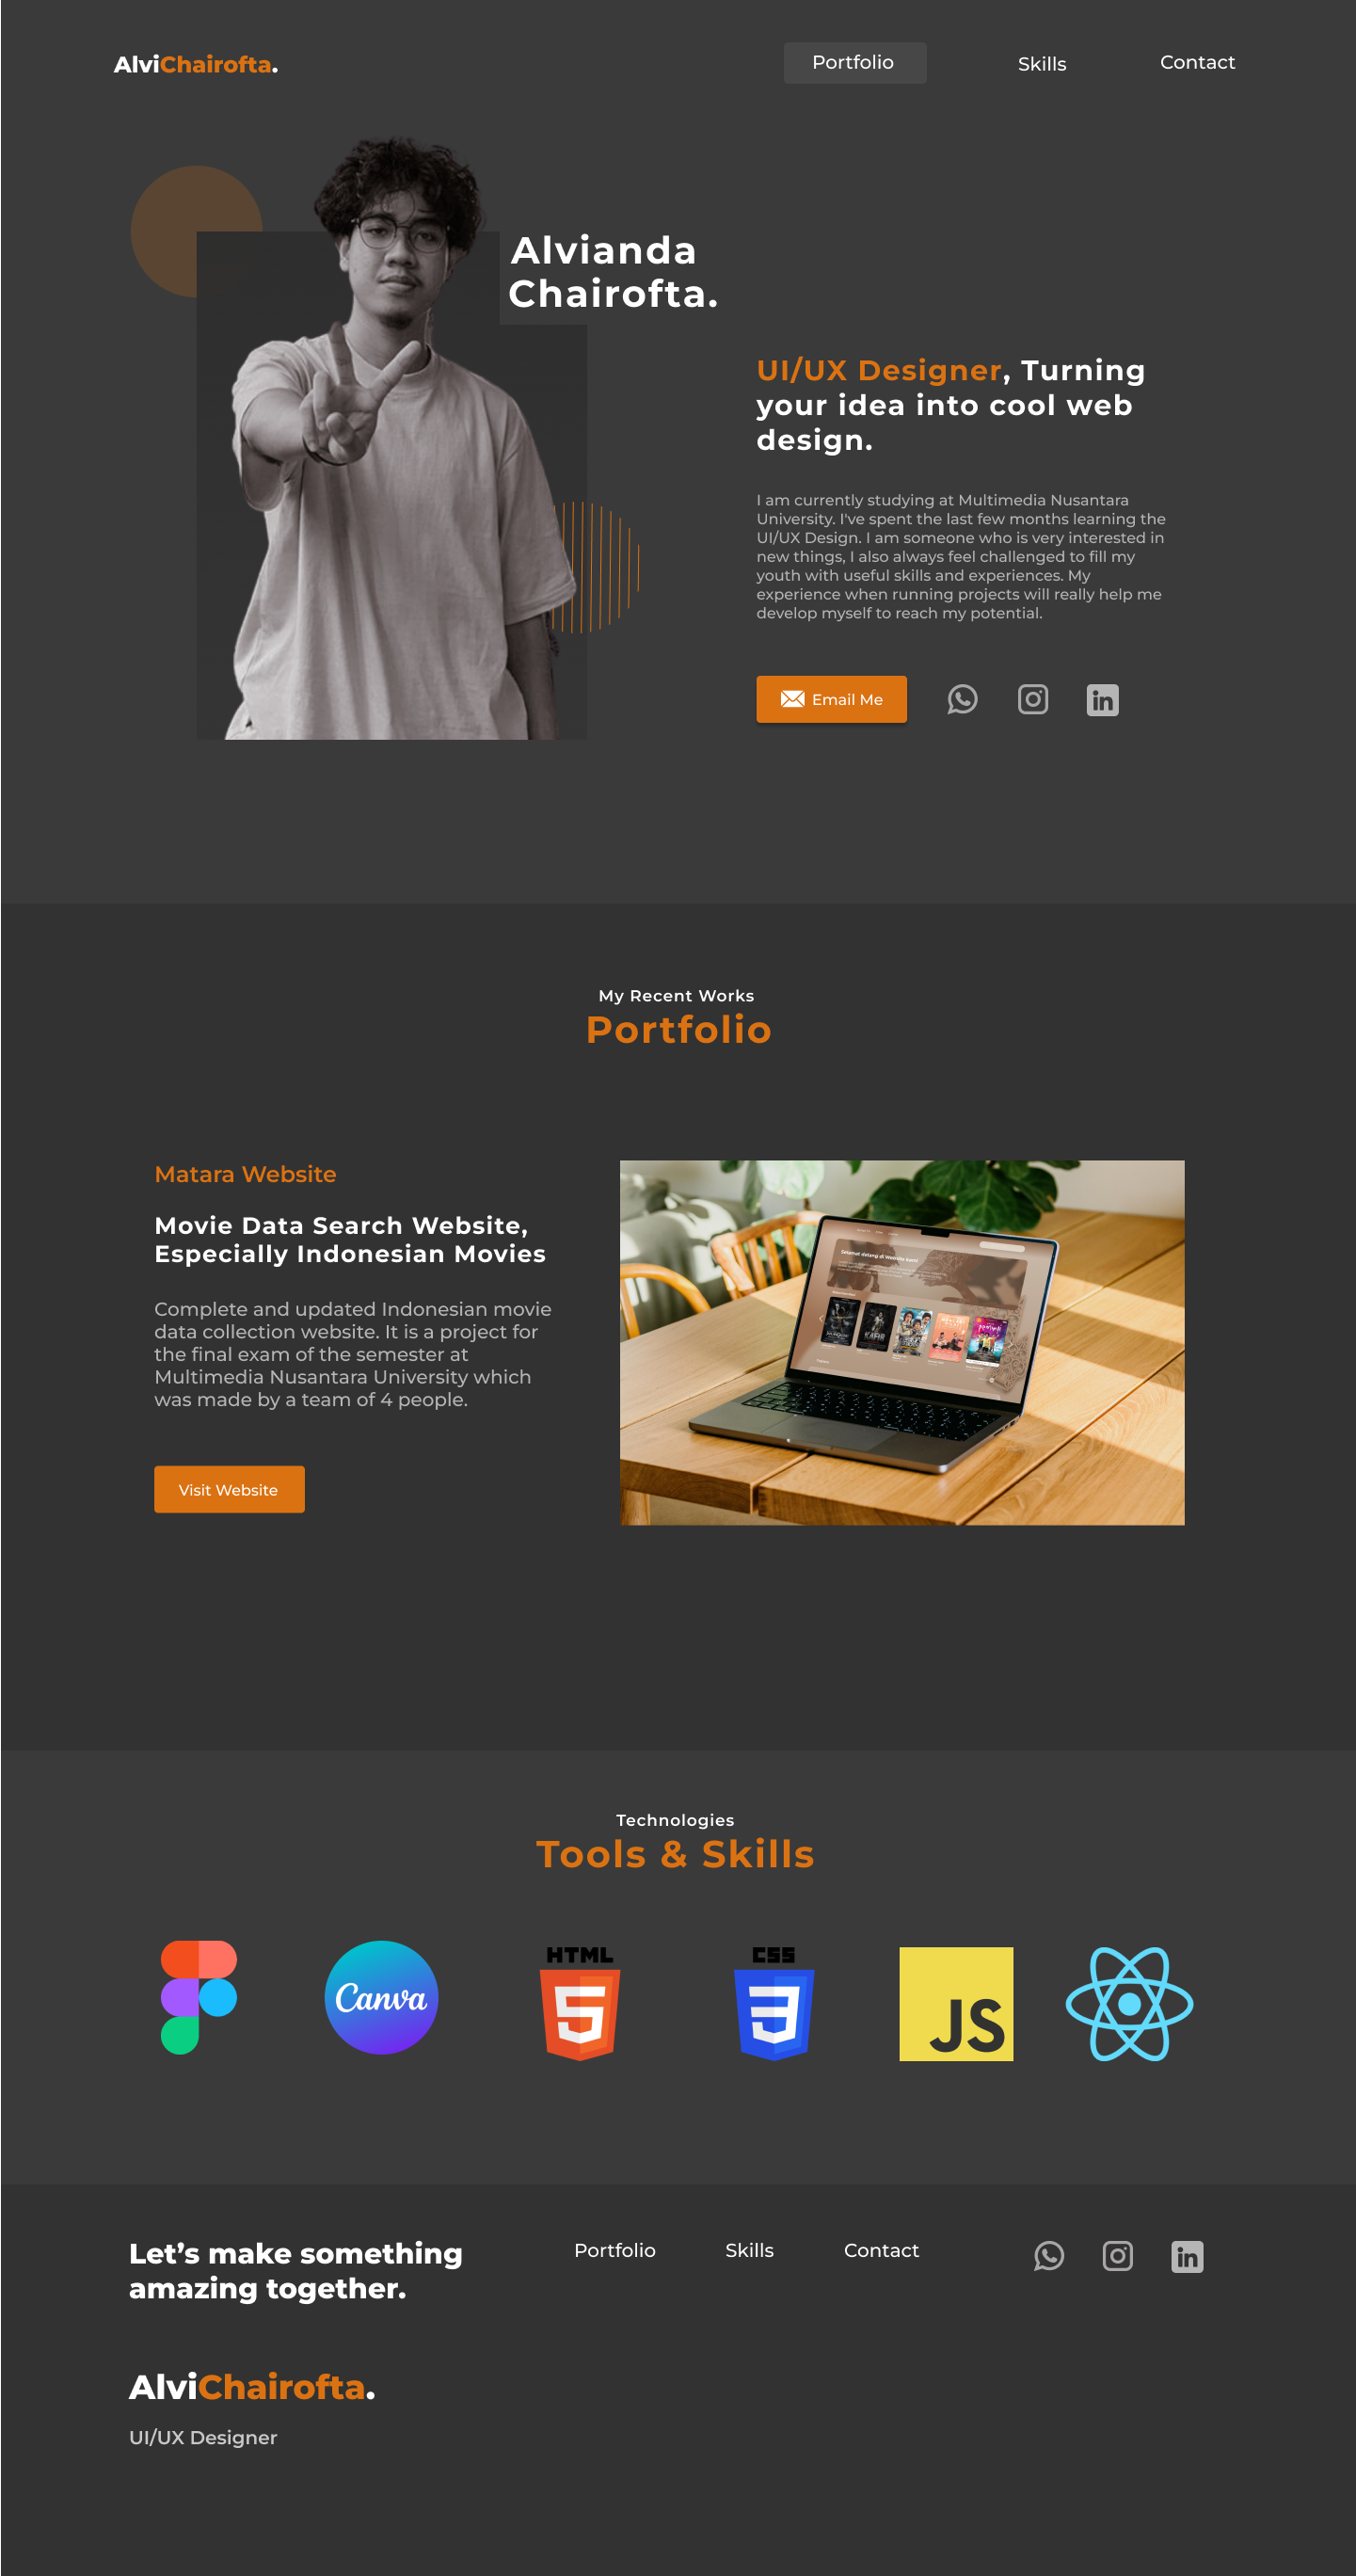 AlviChairofta.
Portfolio
Skills
Contact
Alvianda
Chairofta.
UI/UX Designer, Turning
your idea into cool web
design.
I am currently studying at Multimedia Nusantara
University. I've spent the last few months learning the
UI/UX Design. I am someone who is very interested in
new things, I also always feel challenged to fill my
youth with useful skills and experiences. My
experience when running projects will really help me
develop myself to reach my potential.
Email Me
in
My Recent Works
Portfolio
Matara Website
Movie Data Search Website,
Especially Indonesian Movies
Complete and updated Indonesian movie
data collection website. It is a project for
the final exam of the semester at
Multimedia Nusantara University which
was made by a team of 4 people.
Visit Website
Selamat datang di Website kami
Technologies
Tools & Skills
Canva
HTML
5
CSS
3
JS
Let’s make something
amazing together.
Portfolio
Skills
Contact
in
AlviChairofta.
UI/UX Designer